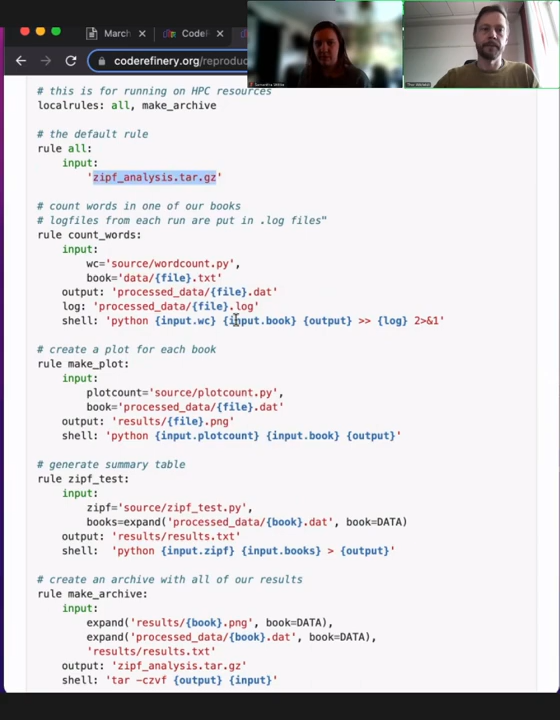 March
CodeR
coderefinery.org/reproduc
# this is for running on HPC resources
localrules: all, make_archive
# the default rule
rule all:
input:
'zipf_analysis.tar.gz'
# count words in one of our books
# logfiles from each run are put in .log files"
rule count_words:
input:
wc='source/wordcount.py',
book='data/{file}.txt'
output: 'processed_data/{file}.dat'
log: 'processed_data/{file}.log'
shell: 'python {input.wc} {input.book} {output} >> {log} 2>&1'
# create a plot for each book
rule make_plot:
input:
plotcount='source/plotcount.py',
book='processed_data/{file}.dat'
output: 'results/{file}.png'
shell: 'python {input.plotcount} {input.book} {output}'
# generate summary table
rule zipf_test:
input:
zipf='source/zipf_test.py',
books=expand('processed_data/{book}.dat', book=DATA)
output: 'results/results.txt'
shell: 'python {input.zipf} {input.books} > {output}'
# create an archive with all of our results
rule make_archive:
input:
expand('results/{book}.png', book=DATA),
expand('processed_data/{book}.dat', book=DATA),
'results/results.txt'
output: 'zipf_analysis.tar.gz'
shell: 'tar -czvf {output} {input}'